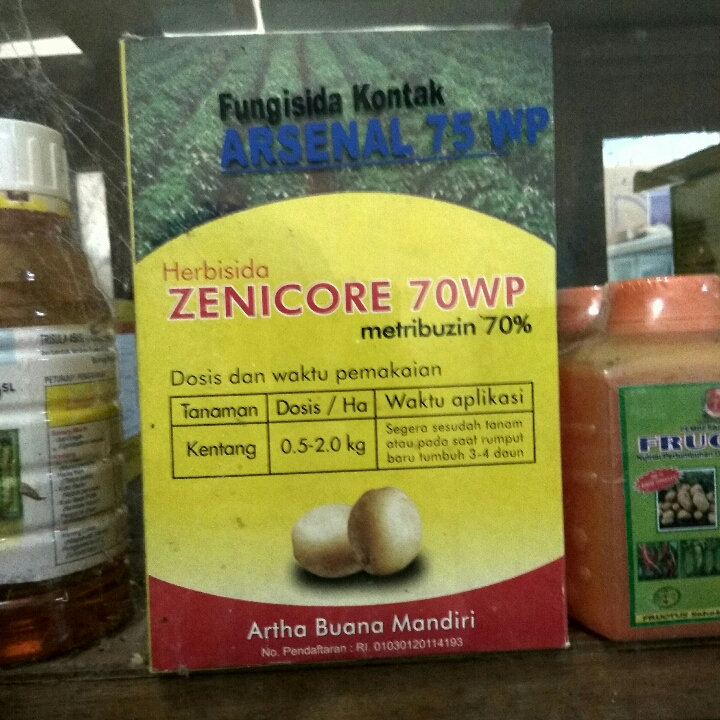 Fungisida Kontak
ARSENAL 75 WP
Herbisida
ZENICORE 70WP
metribuzin 70%
Dosis dan waktu pemakaian
Tanaman Dosis / Ha Waktu aplikasi
Kentang 0.5-2.0 kg Segera sesudah tanam
atau pada saat rumput
baru tumbuh 3-4 daun
Artha Buana Mandiri
No. Pendaftaran : RI. 01030120114193
SL